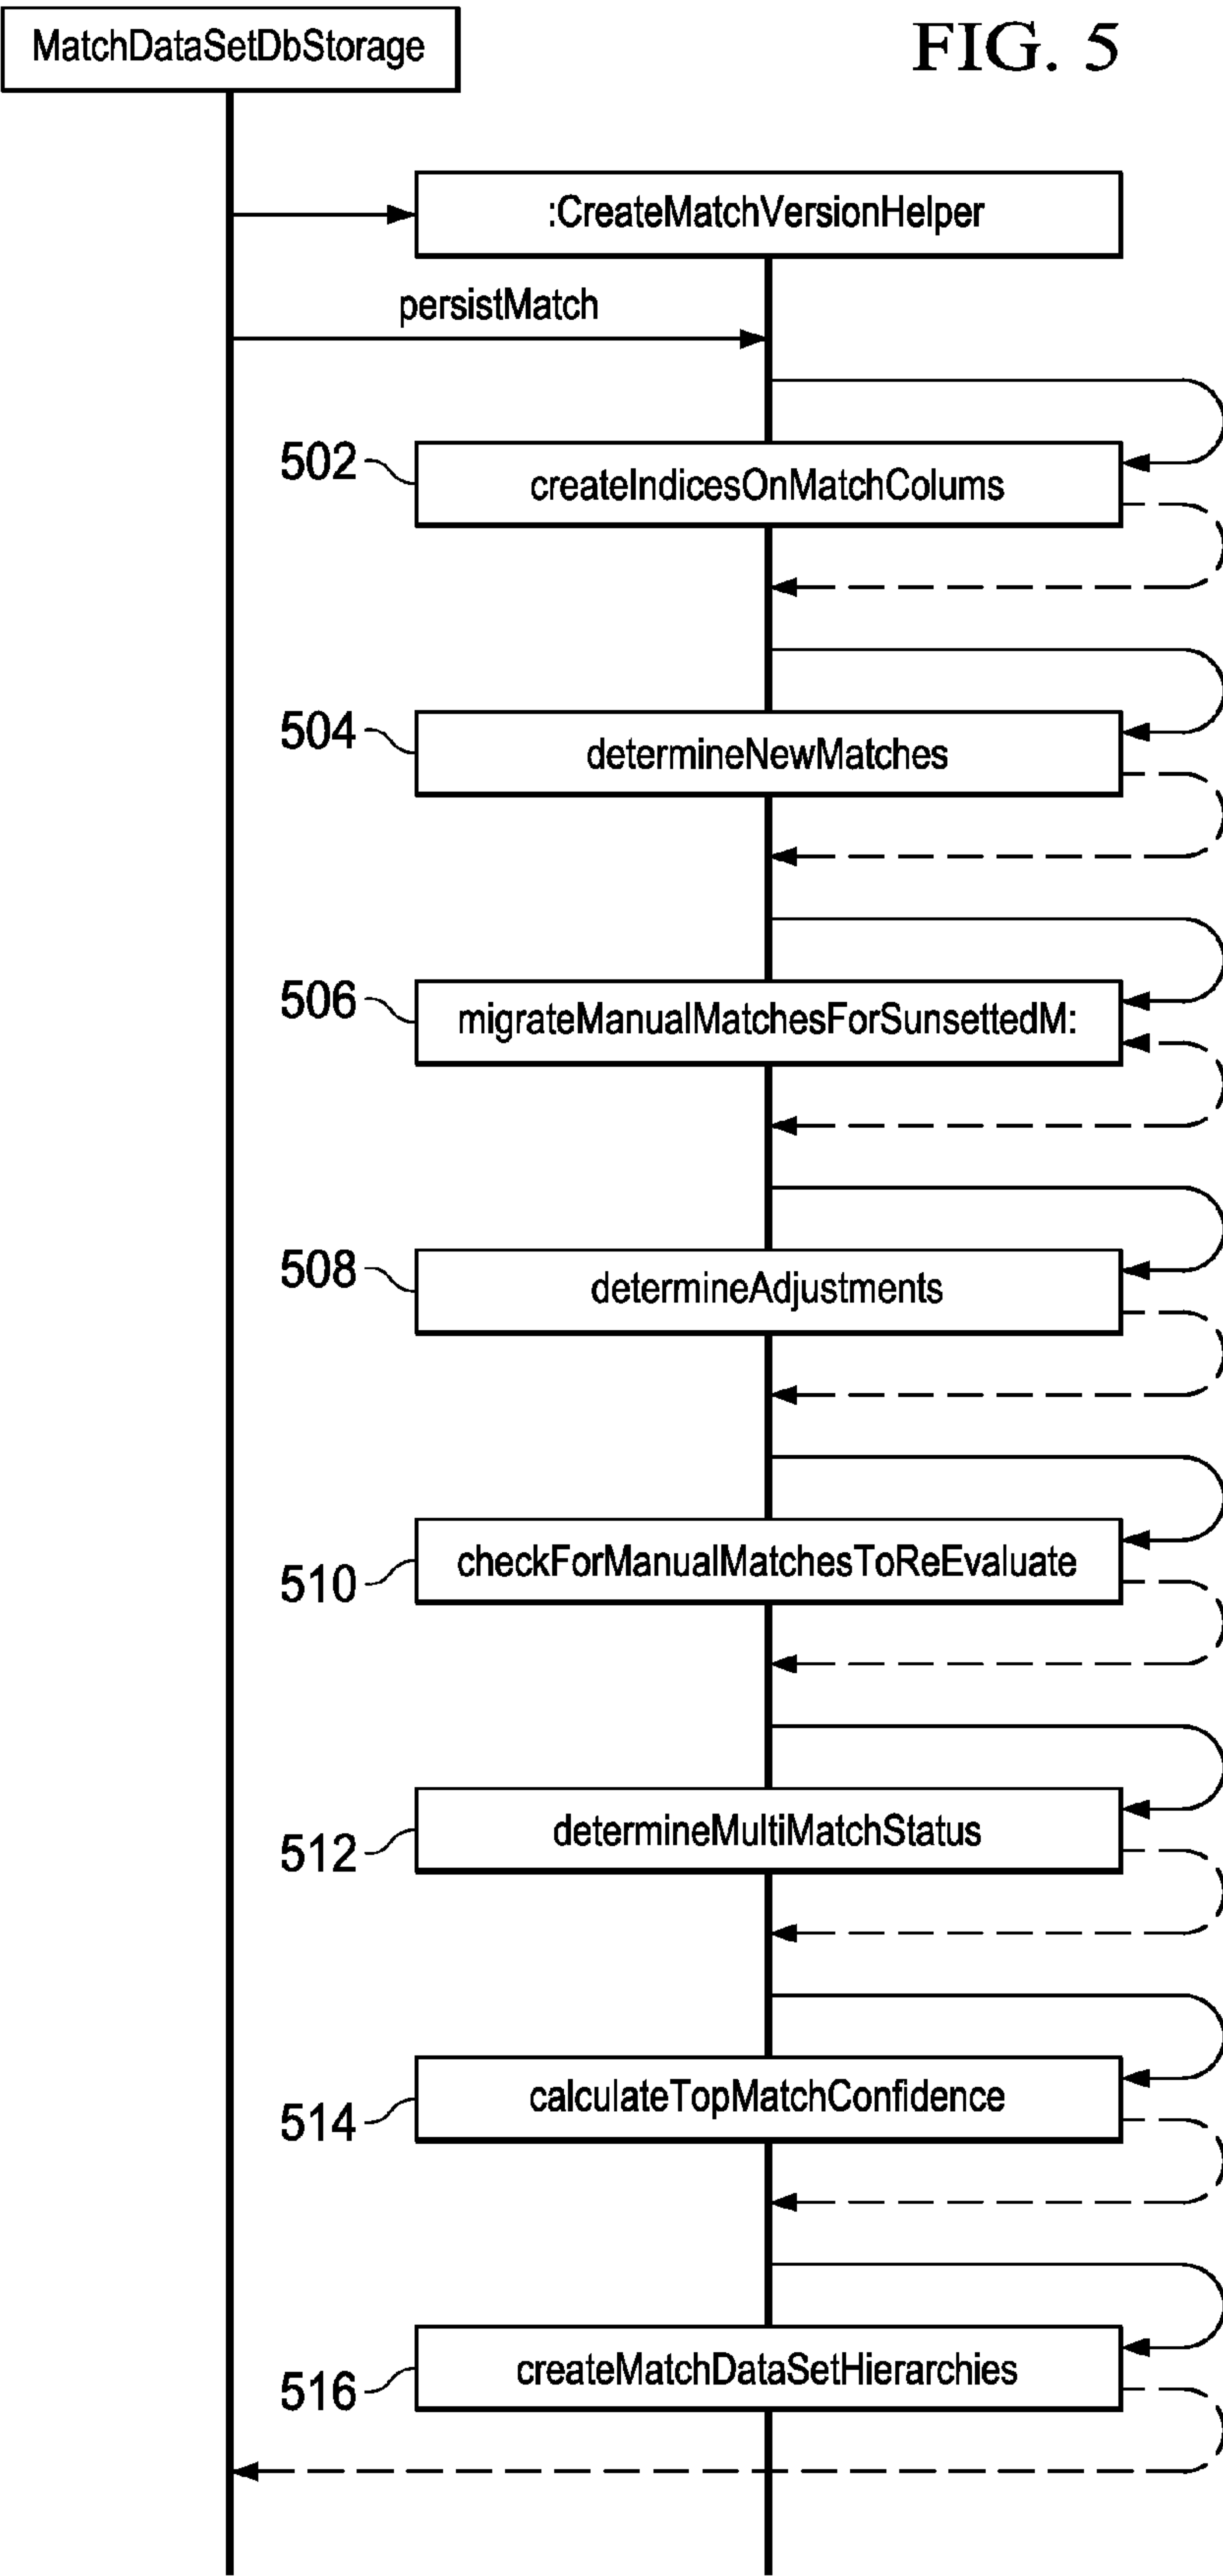 FIG. 5
MatchDataSetDbStorage
:CreateMatchVersionHelper
persistMatch
502
createIndicesOnMatchColums
504
determineNewMatches
506
migrateManualMatchesForSunsettedM:
508
determineAdjustments
510
checkForManualMatchesToReEvaluate
512
determineMultiMatchStatus
514
calculateTopMatchConfidence
516
createMatchDataSetHierarchies